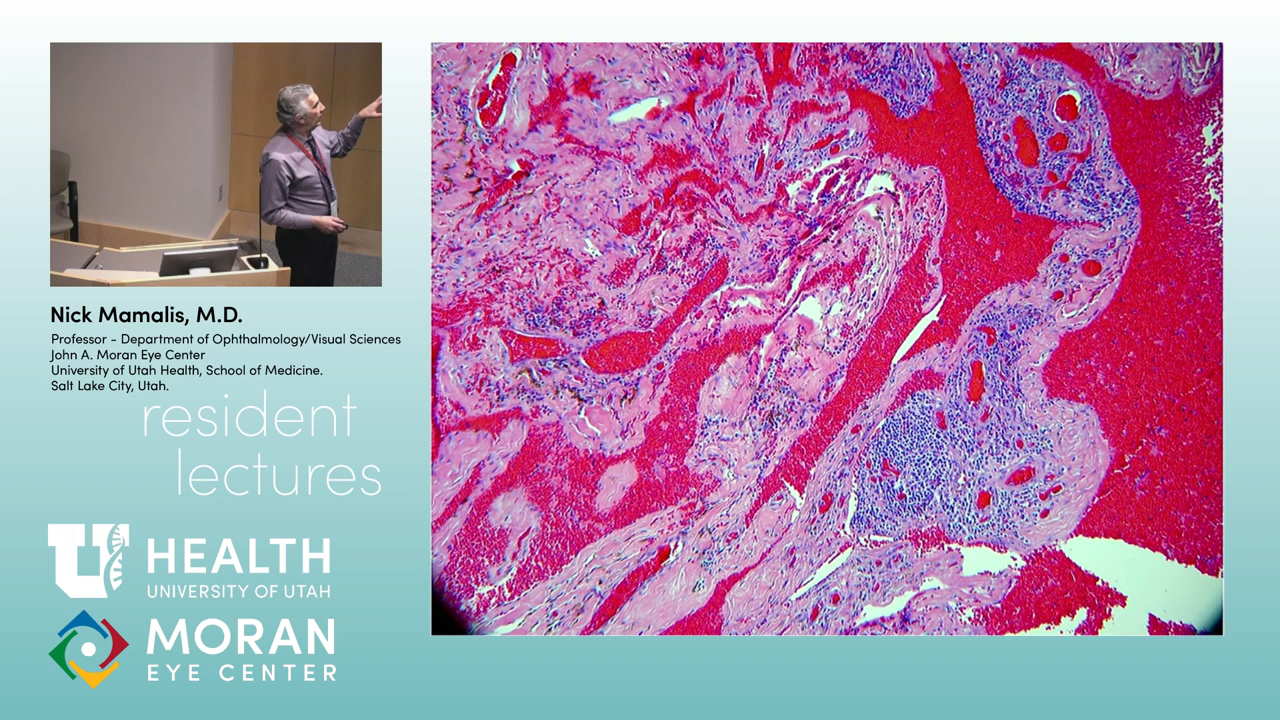 Nick Mamalis, M.D.
Professor - Department of Ophthalmology/Visual Sciences
John A. Moran Eye Center
University of Utah Health, School of Medicine.
Salt Lake City, Utah.
resident
lectures
U HEALTH
UNIVERSITY OF UTAH
MORAN
EYE CENTER